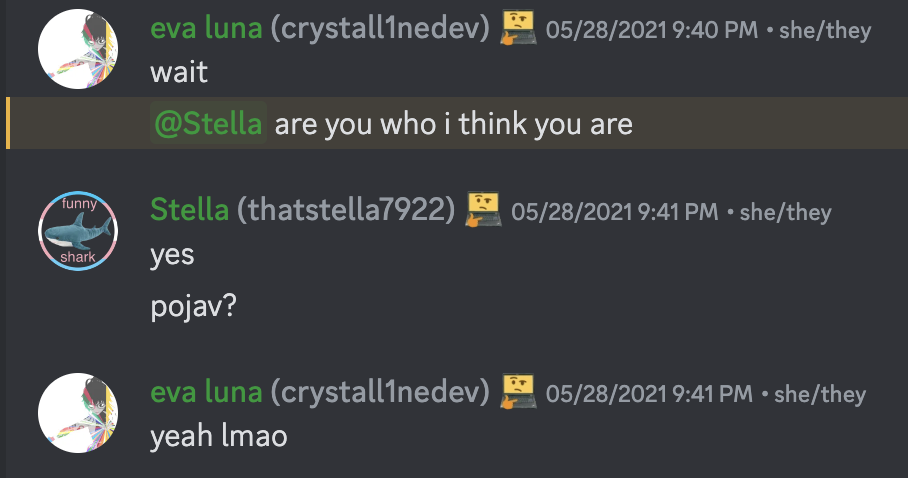 eva luna (crystall1nedev) 05/28/2021 9:40 PM • she/they
wait
@Stella are you who i think you are
funny
shark
Stella (thatstella7922) 05/28/2021 9:41 PM • she/they
yes
pojav?
eva luna (crystall1nedev) 05/28/2021 9:41 PM • she/they
yeah lmao